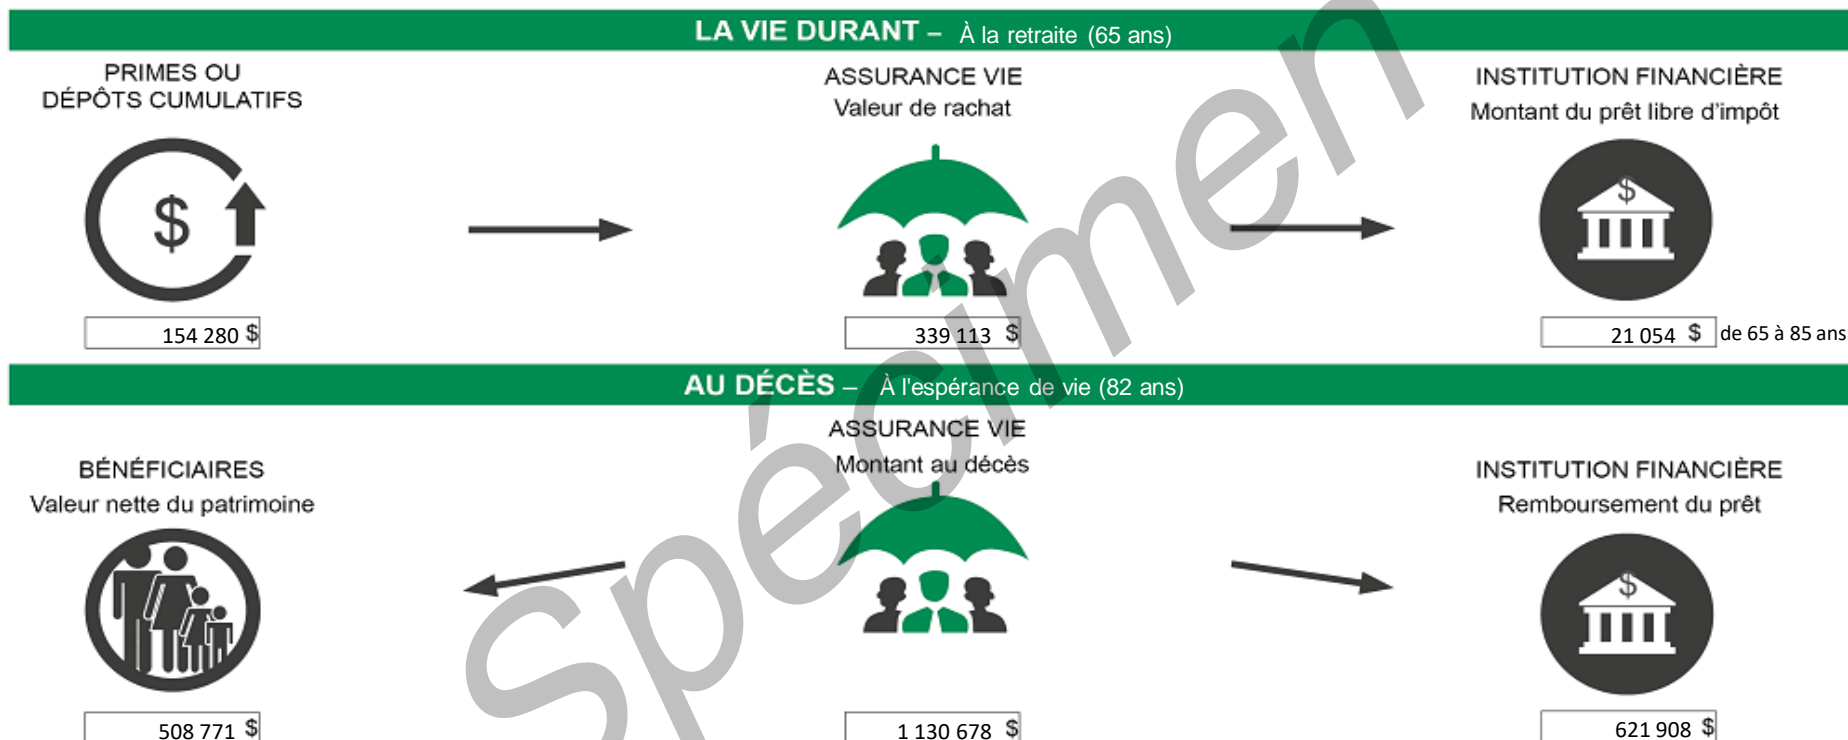 LA VIE DURANT – À la retraite (65 ans)
PRIMES OU
DÉPÔTS CUMULATIFS
$
154 280 $
ASSURANCE VIE
Valeur de rachat
339 113 $
INSTITUTION FINANCIÈRE
Montant du prêt libre d'impôt
$
21 054 $ de 65 à 85 ans
AU DÉCÈS – À l'espérance de vie (82 ans)
BÉNÉFICIAIRES
Valeur nette du patrimoine
508 771 $
ASSURANCE VIE
Montant au décès
1 130 678 $
INSTITUTION FINANCIÈRE
Remboursement du prêt
$
621 908 $
Spécimen